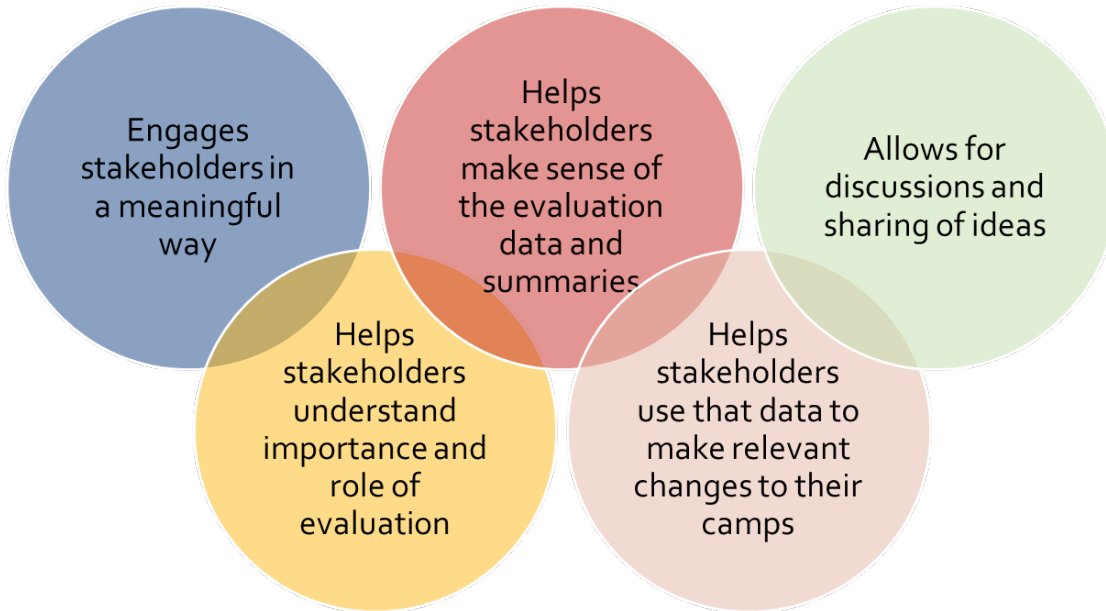 Engages
stakeholders in
a meaningful
way
Helps
stakeholders
understand
importance and
role of
evaluation
Helps
stakeholders
make sense of
the evaluation
data and
summaries
Helps
stakeholders
use that data to
make relevant
changes to their
camps
Allows for
discussions and
sharing of ideas